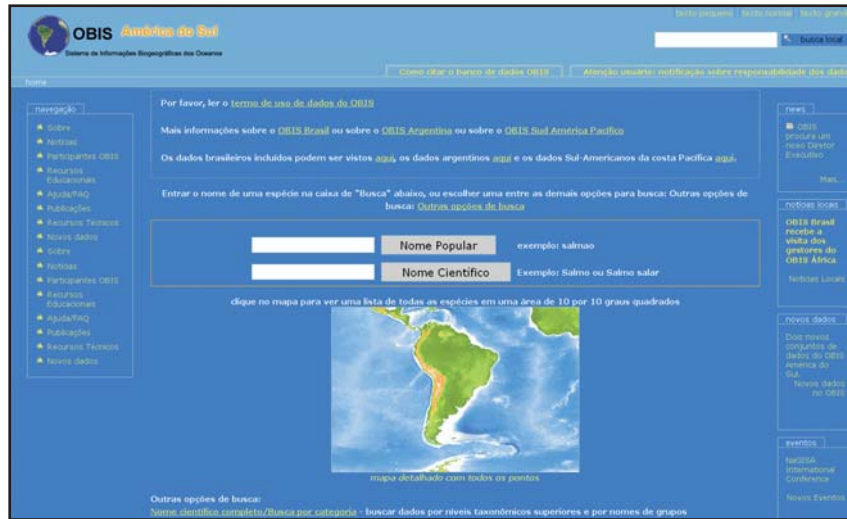 texto pequeno | texto normal | texto grande
OBIS América do Sul
Sistema de Informações Biogeográficas dos Oceanos
busca local
Como citar o banco de dados OBIS
Atenção usuário: notificação sobre responsabilidade dos dados
home
navegação
Sobre
Notícias
Participantes OBIS
Recursos
Educacionais
Ajuda/FAQ
Publicações
Recursos Técnicos
Novos dados
Sobre
Notícias
Participantes OBIS
Recursos
Educacionais
Ajuda/FAQ
Publicações
Recursos Técnicos
Novos dados
Por favor, ler o termo de uso de dados do OBIS
Mais informações sobre o OBIS Brasil ou sobre o OBIS Argentina ou sobre o OBIS Sud América Pacífico
Os dados brasileiros incluídos podem ser vistos aqui, os dados argentinos aqui e os dados Sul-Americanos da costa Pacífica aqui.
Entrar o nome de uma espécie na caixa de "Busca" abaixo, ou escolher uma entre as demais opções para busca: Outras opções de
busca: Outras opções de busca
Nome Popular exemplo: salmao
Nome Científico Exemplo: Salmo ou Salmo salar
clique no mapa para ver uma lista de todas as espécies em uma área de 10 por 10 graus quadrados
mapa detalhado com todos os pontos
Outras opções de busca:
Nome científico completo/Busca por categoria - buscar dados por níveis taxonômicos superiores e por nomes de grupos
news
OBIS
procura um
novo Diretor
Executivo
Mais...
notícias locais
OBIS Brasil
recebe a
visita dos
gestores do
OBIS África.
Notícias Locais
novos dados
Dois novos
conjuntos de
dados do OBIS
América do
Sul.
Novos dados
no OBIS
eventos
NaGISA
International
Conference
Novos Eventos